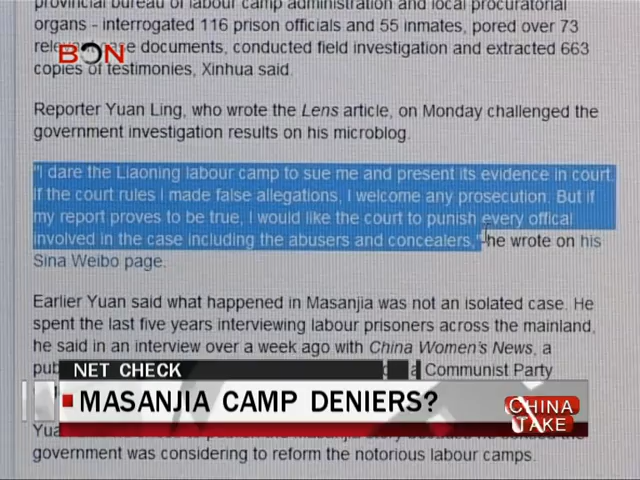 provincial bureau of labour camp administration and local procuratorial
organs - interrogated 116 prison officials and 55 inmates, pored over 73
case documents, conducted field investigation and extracted 663
copies of testimonies, Xinhua said.
BON
Reporter Yuan Ling, who wrote the Lens article, on Monday challenged the
government investigation results on his microblog.
"I dare the Liaoning labour camp to sue me and present its evidence in court.
If the court rules I made false allegations, I welcome any prosecution. But if
my report proves to be true, I would like the court to punish every offical
involved in the case including the abusers and concealers," he wrote on his
Sina Weibo page.
Earlier Yuan said what happened in Masanjia was not an isolated case. He
spent the last five years interviewing labour prisoners across the mainland,
he said in an interview over a week ago with China Women's News, a
a Communist Party
NET CHECK
MASANJIA CAMP DENIERS?
CHINA
TAKE
government was considering to reform the notorious labour camps.